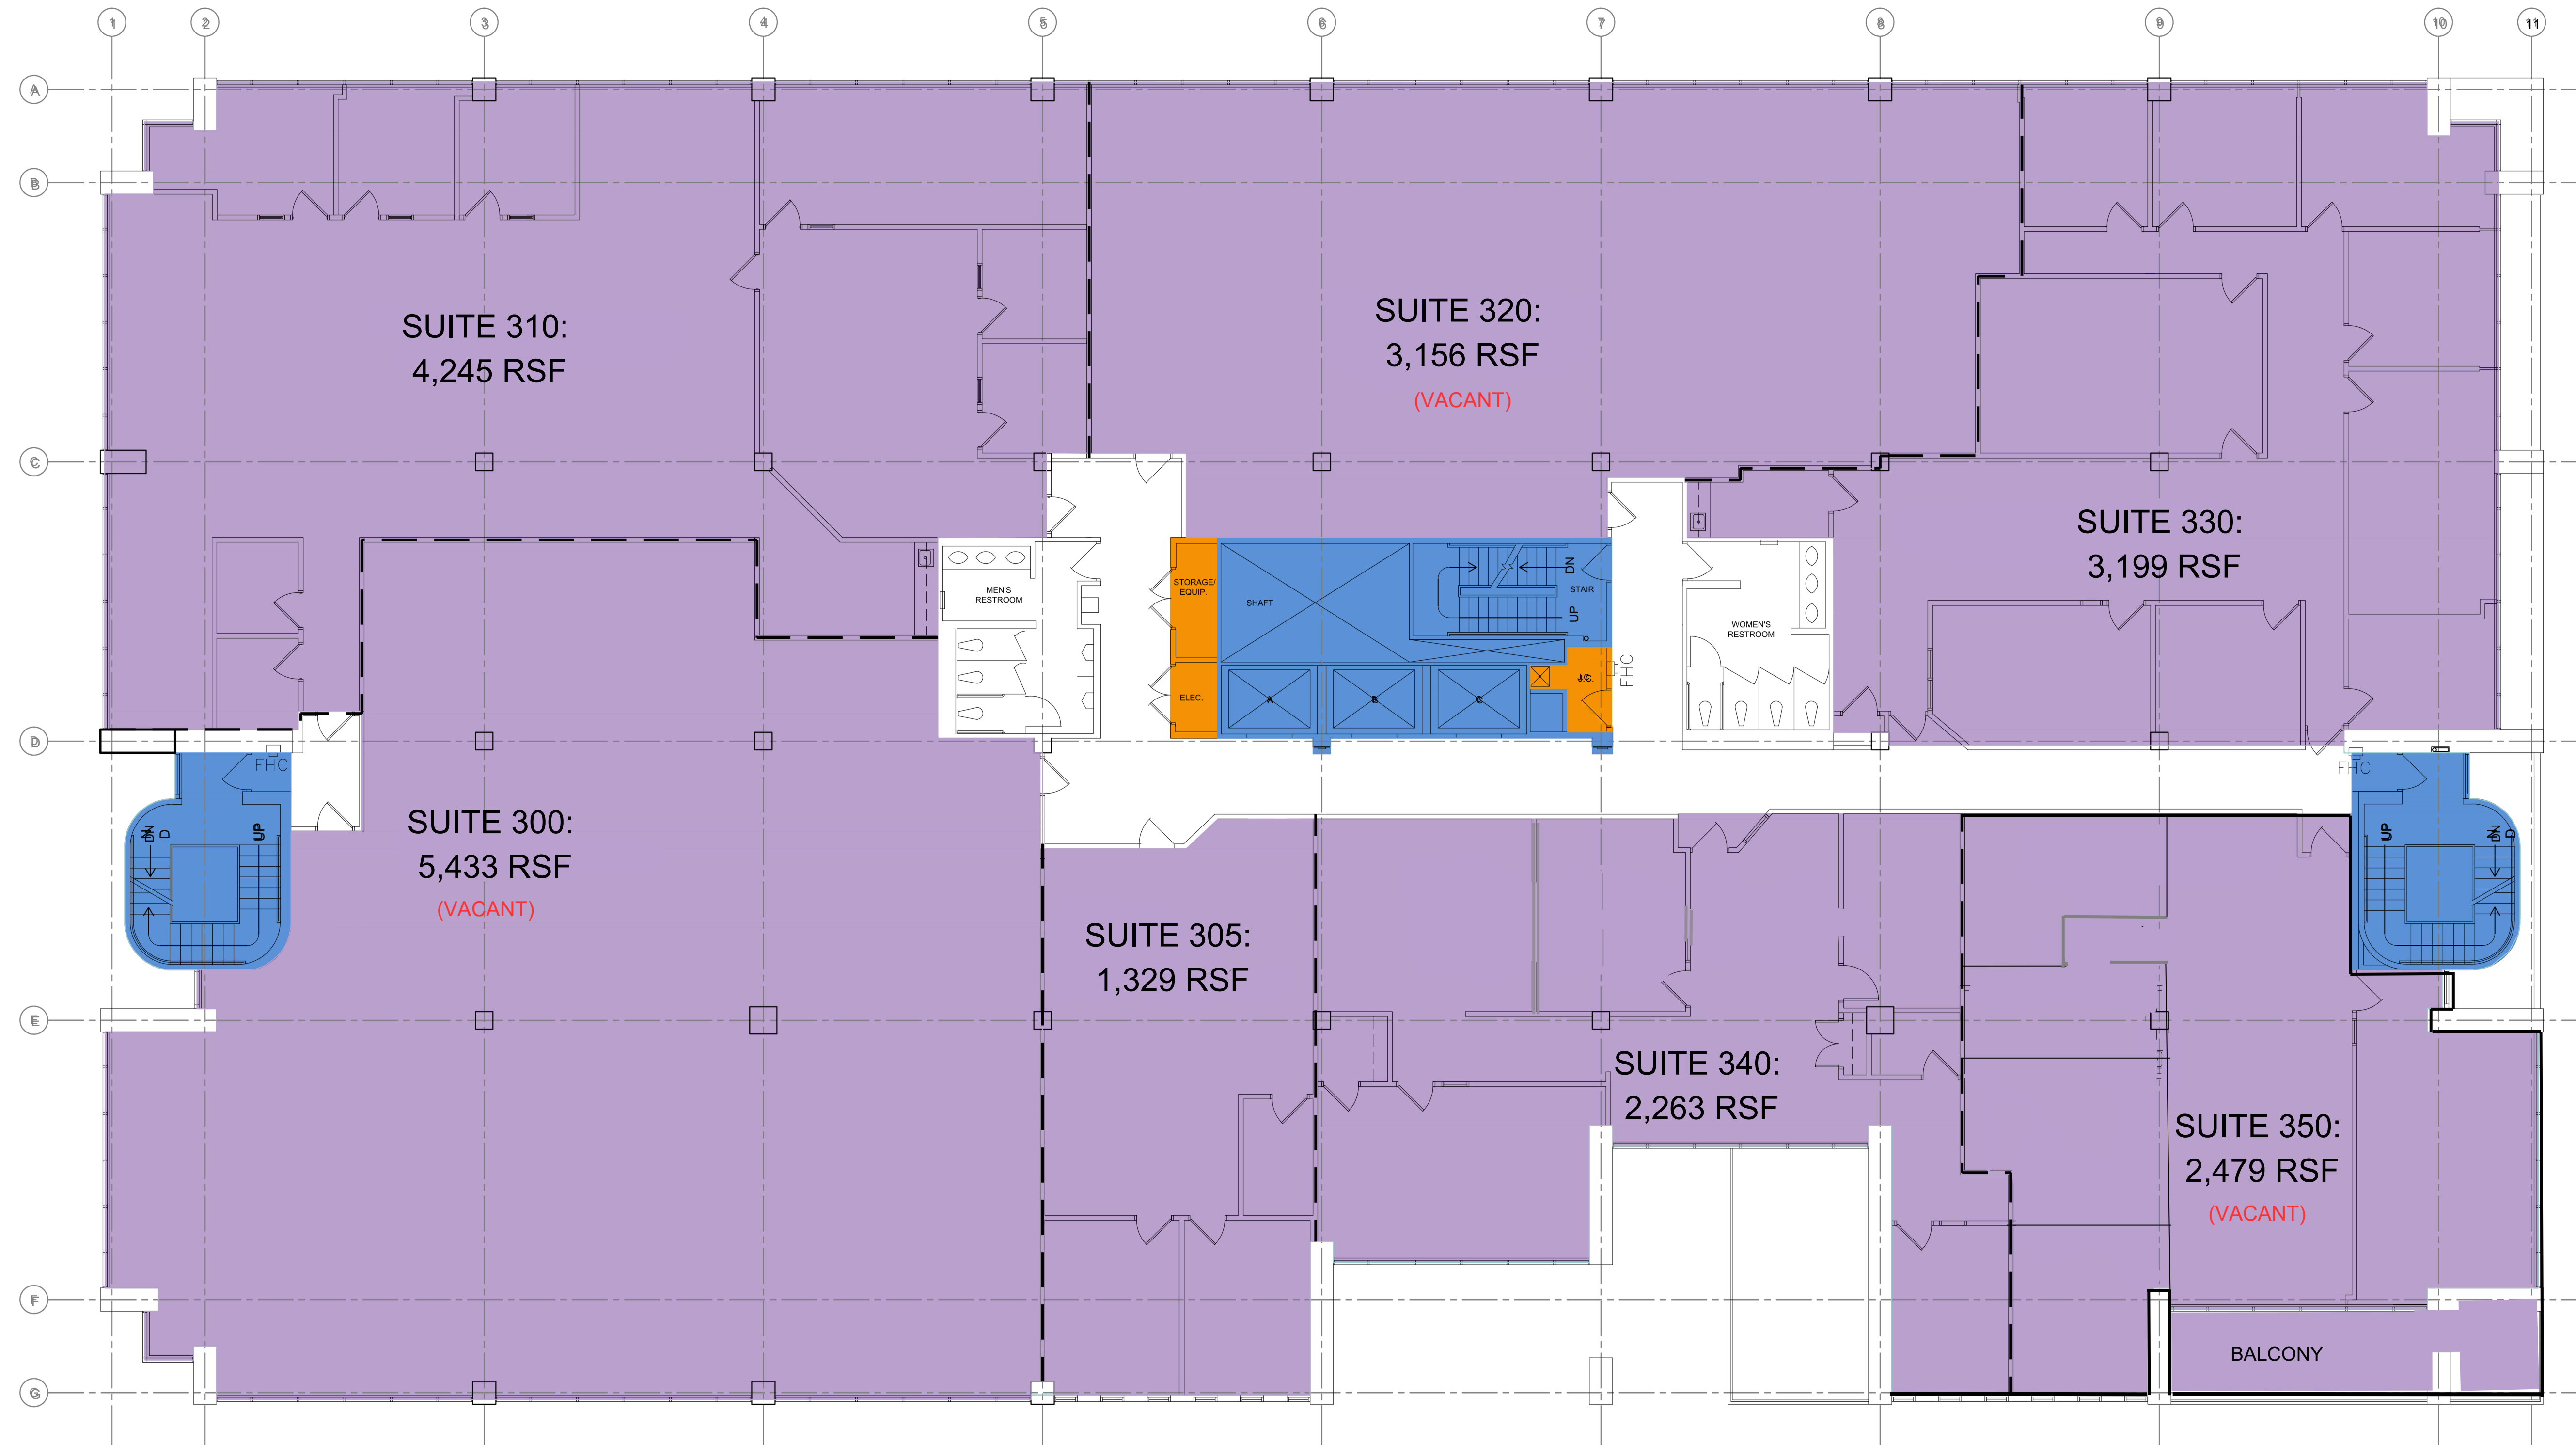 1 2 3 4 5 6 7 8 9 10 11
A
B
SUITE 310:
4,245 RSF
SUITE 320:
3,156 RSF
(VACANT)
C
SUITE 330:
3,199 RSF
MEN'S
RESTROOM
STORAGE/
EQUIP.
SHAFT
DN
STAIR
UP
WOMEN'S
RESTROOM
ELEC.
A
B
C
J.C.
FHC
D
FHC
FHC
DN
D
UP
SUITE 300:
5,433 RSF
(VACANT)
UP
DN
D
SUITE 305:
1,329 RSF
E
SUITE 340:
2,263 RSF
SUITE 350:
2,479 RSF
(VACANT)
F
BALCONY
G